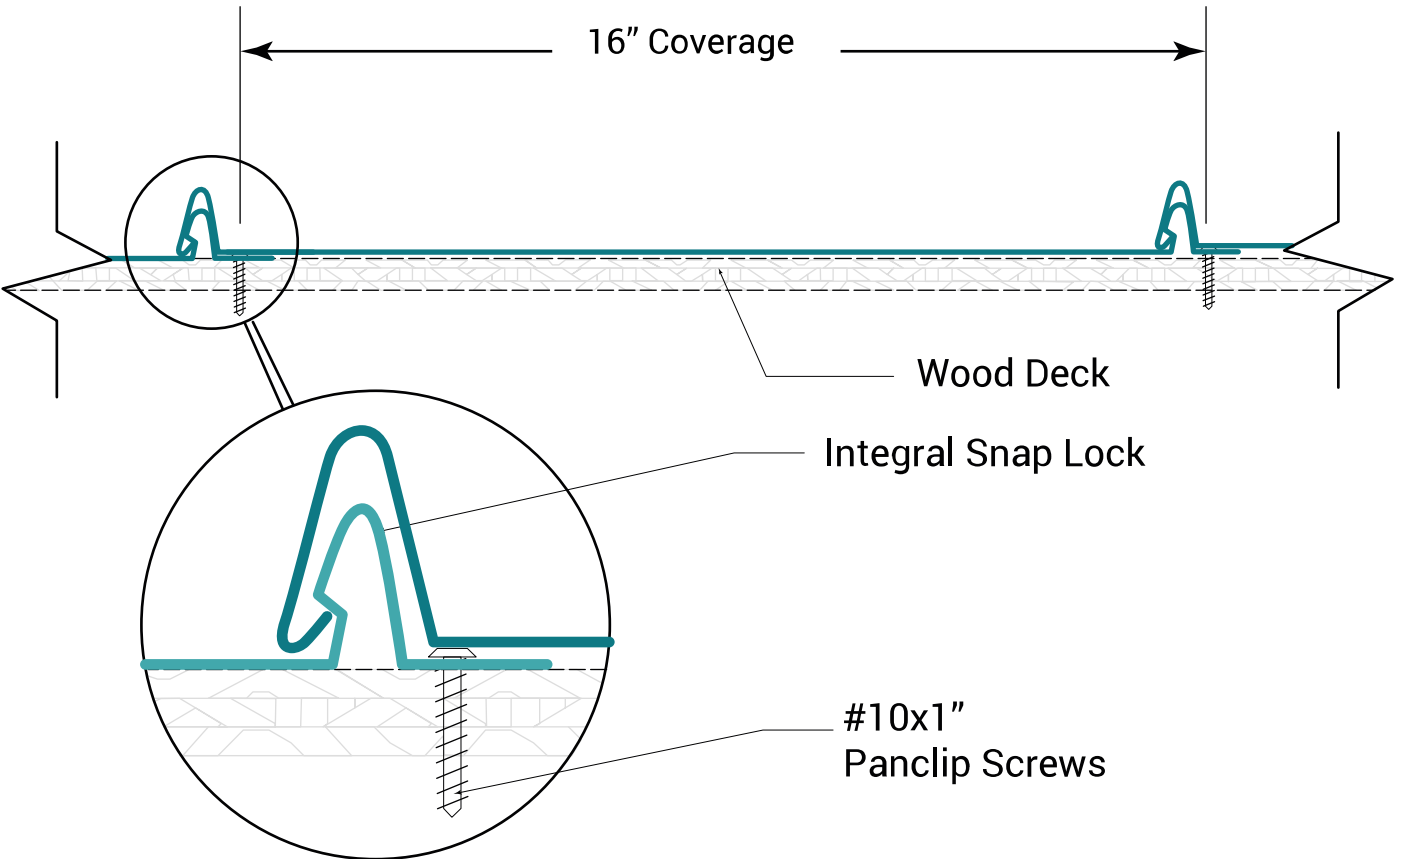 16” Coverage
Wood Deck
Integral Snap Lock
#10x1”
Panclip Screws